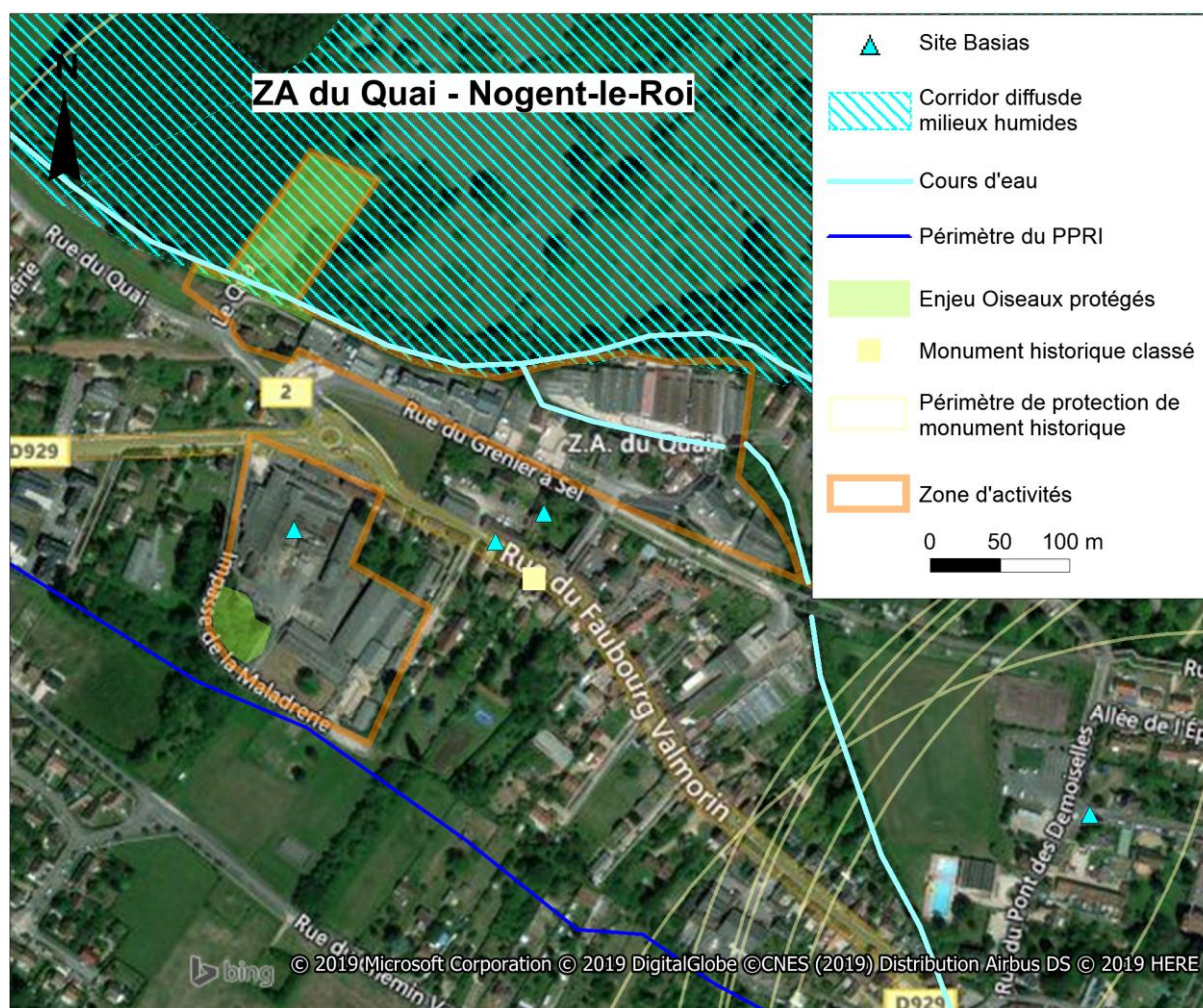 ZA du Quai - Nogent-le-Roi
N
Site Basias
Corridor diffusde
milieux humides
Cours d'eau
Périmètre du PPRI
Enjeu Oiseaux protégés
Monument historique classé
Périmètre de protection de
monument historique
Zone d'activités
0 50 100 m
Rue du Quai
2
D929
Rue du Grenier à Sel
Z.A. du Quai
Rue du Faubourg Valmorin
Impasse de la Maladrerie
Allée de l'Ép
Ru
Rue du Pont des Demoiselles
D929
bing
© 2019 Microsoft Corporation © 2019 DigitalGlobe ©CNES (2019) Distribution Airbus DS © 2019 HERE